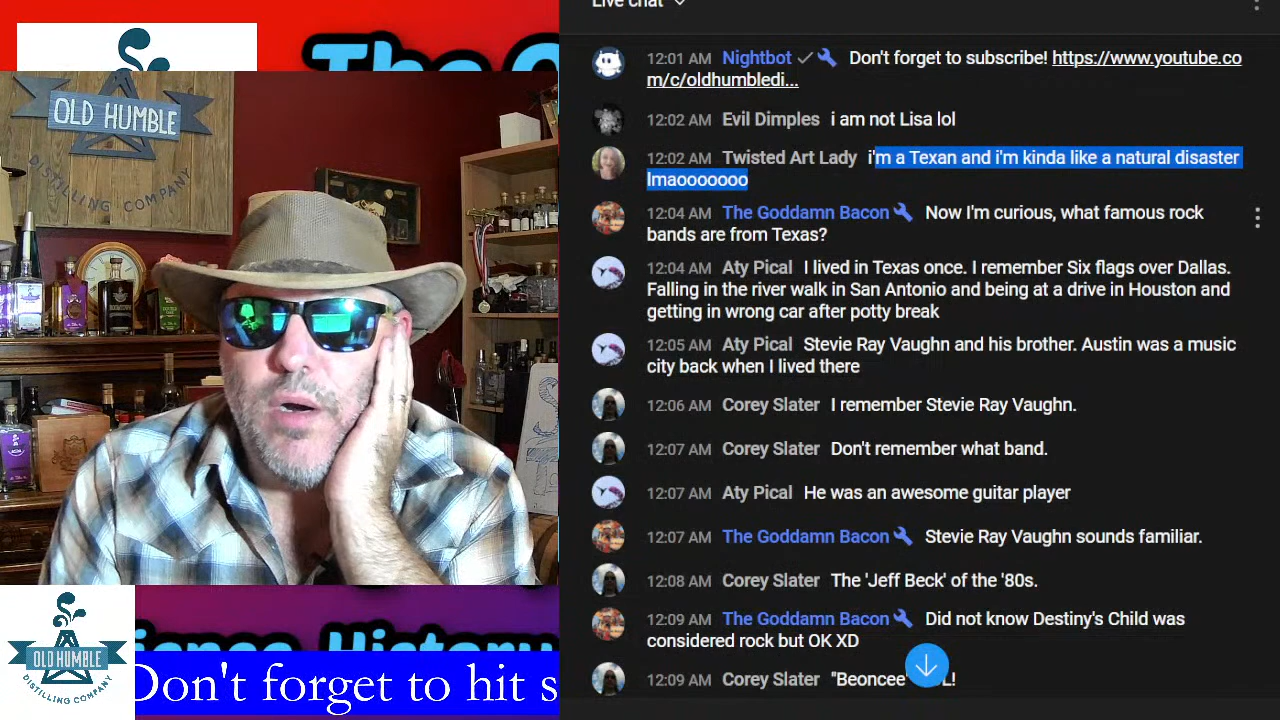 OLD HUMBLE
DISTILLING COMPANY
Live chat
12:01 AM Nightbot Don't forget to subscribe! https://www.youtube.co
m/c/oldhumbledi...
12:02 AM Evil Dimples i am not Lisa lol
12:02 AM Twisted Art Lady i'm a Texan and i'm kinda like a natural disaster
lmaooooooo
12:04 AM The Goddamn Bacon Now I'm curious, what famous rock
bands are from Texas?
12:04 AM Aty Pical I lived in Texas once. I remember Six flags over Dallas.
Falling in the river walk in San Antonio and being at a drive in Houston and
getting in wrong car after potty break
12:05 AM Aty Pical Stevie Ray Vaughn and his brother. Austin was a music
city back when I lived there
12:06 AM Corey Slater I remember Stevie Ray Vaughn.
12:07 AM Corey Slater Don't remember what band.
12:07 AM Aty Pical He was an awesome guitar player
12:07 AM The Goddamn Bacon Stevie Ray Vaughn sounds familiar.
12:08 AM Corey Slater The 'Jeff Beck' of the '80s.
12:09 AM The Goddamn Bacon Did not know Destiny's Child was
considered rock but OK XD
12:09 AM Corey Slater "Beoncee"
History
OLD HUMBLE
DISTILLING COMPANY
Don't forget to hit s